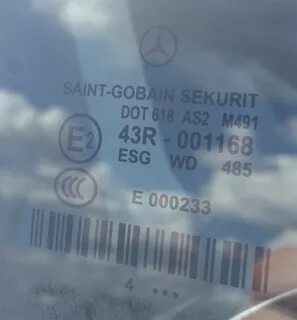 SAINT-GOBAIN SEKURIT
DOT 618 AS2 M491
E2 43R - 001168
ESG WD 485
CCC E 000233
4 ...